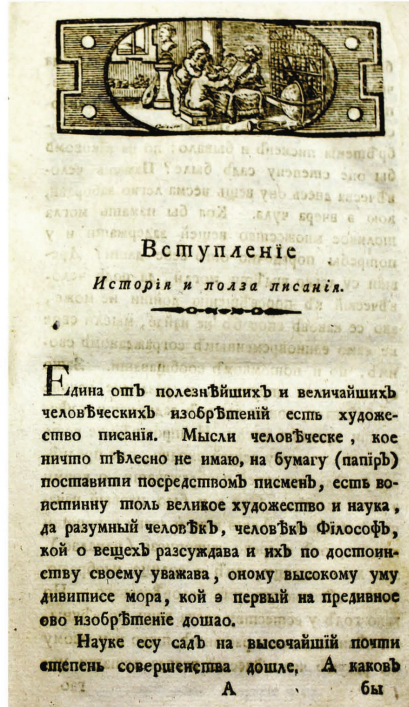 Вступленіе
Исторія и полза писанія.
Едина отъ полезнѣйшихъ и величайшихъ
человѣческихъ изобрѣтеній есть художе-
ство писанія. Мысли человѣческе, кое
ничто тѣлесно не имаю, на бумагу (папіръ)
поставити посредствомъ писменъ, есть во-
истинну толь великое художество и наука,
да разумный человѣкъ, человѣкъ Філософъ,
кой о вещехъ разсуждава и ихъ по достоин-
ству своему уважава, оному высокому уму
дивитисе мора, кой э первый на предивное
ово изобрѣтеніе дошао.
Науке есу садъ на высочайшій почти
степень совершенства дошле, А каковъ
А бы